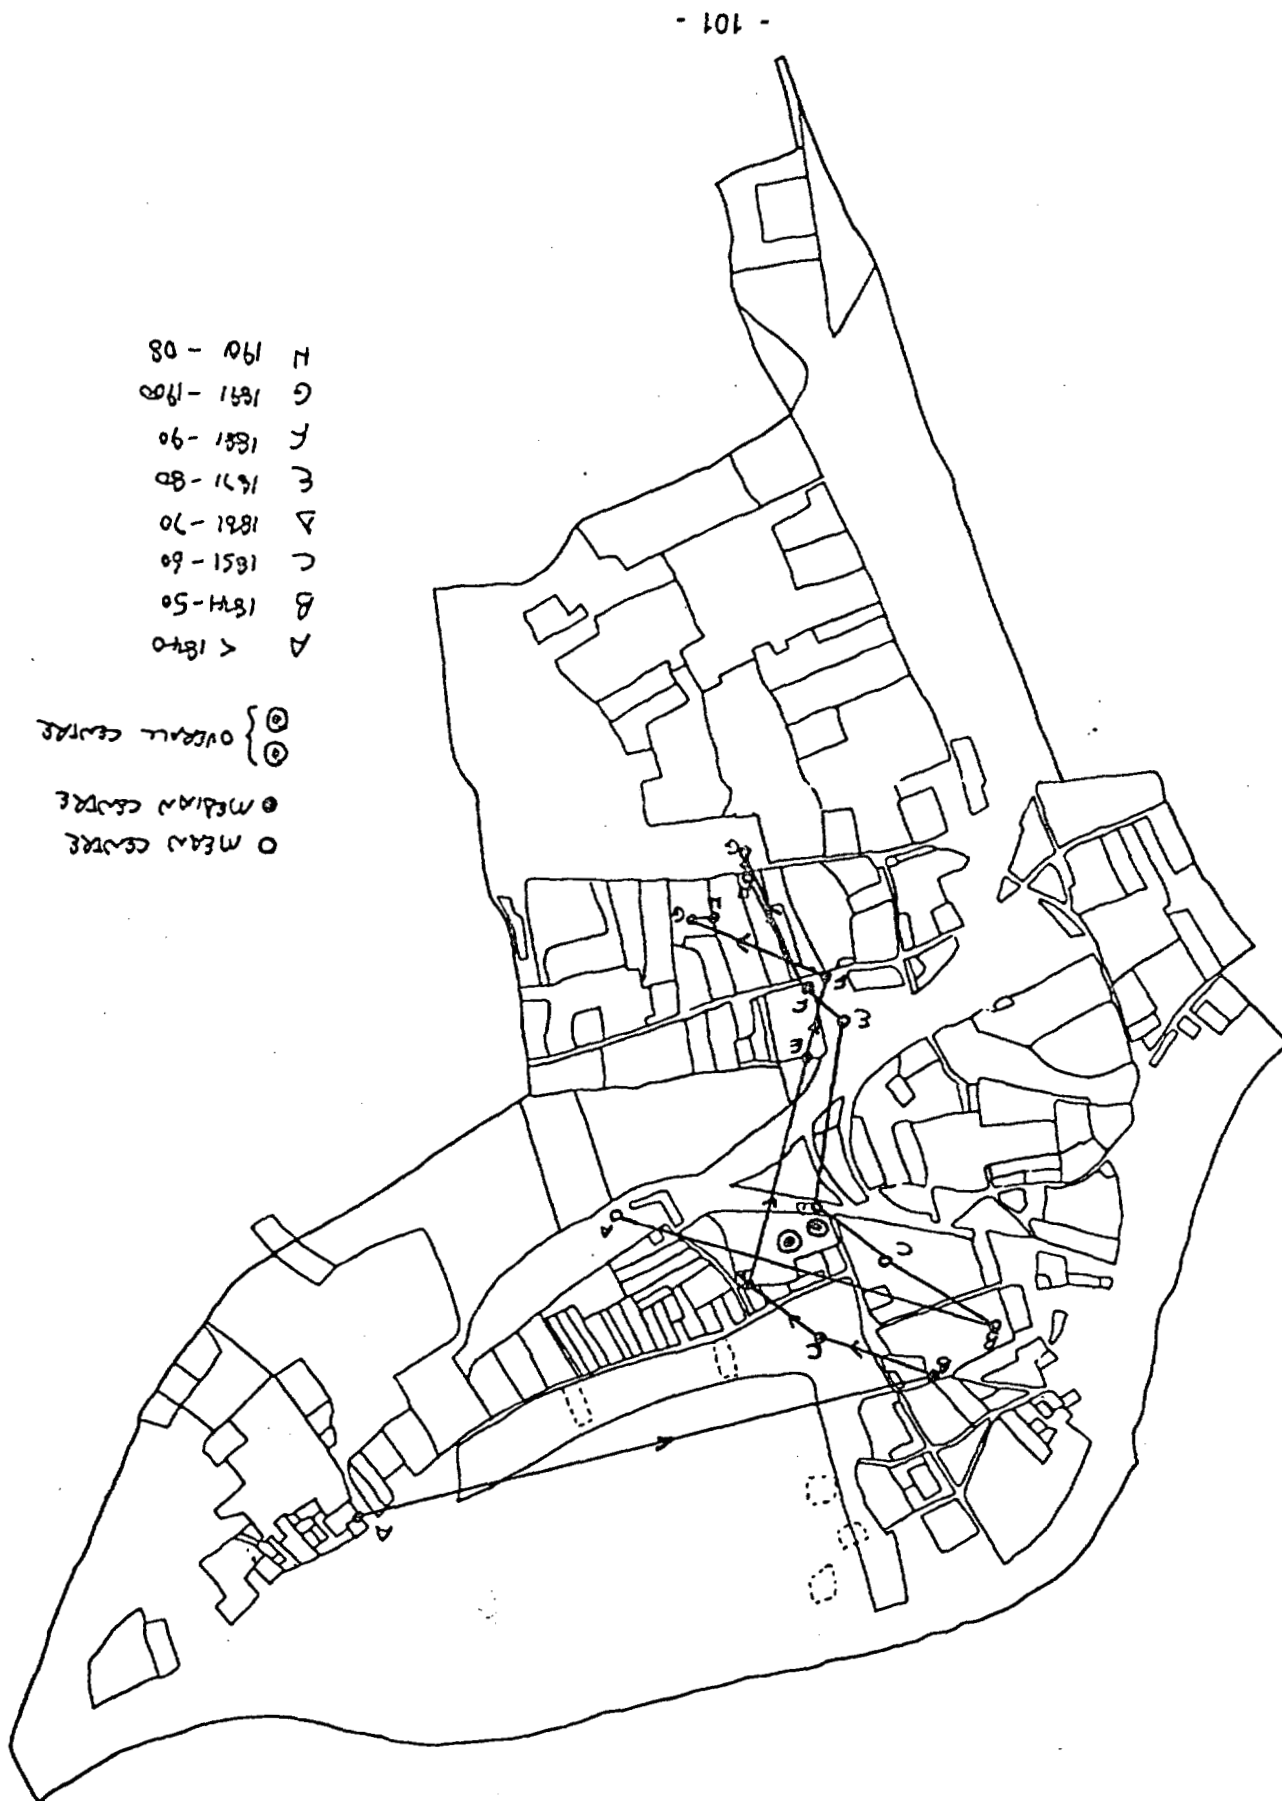 - 101 -
O MEAN CENTRE
● MEDIAN CENTRE
◉
◉ } OVERALL CENTRE
A < 1840
B 1841-50
C 1851-60
D 1861-70
E 1871-80
F 1881-90
G 1891-1900
H 1901-08
A
B
B
C
C
A
E
E
F
F
G
G
H